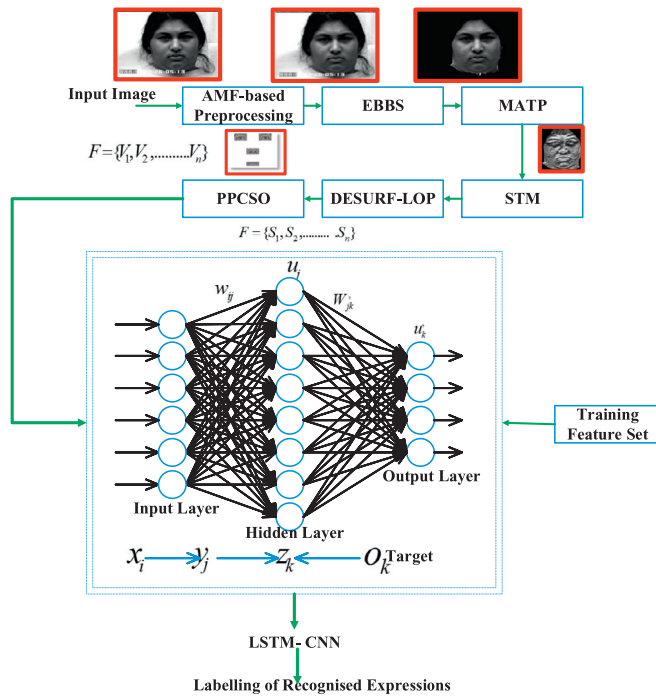 Input Image
AMF-based
Preprocessing
EBBS
MATP
F = {V₁, V₂, .......... Vₙ}
PPCSO
DESURF-LOP
STM
F = {S₁, S₂, ......... .Sₙ}
wᵢⱼ
uⱼ
Wⱼₖ
uₖ
Training
Feature Set
Output Layer
Input Layer
Hidden Layer
xᵢ yⱼ zₖ Oₖ Target
LSTM- CNN
Labelling of Recognised Expressions